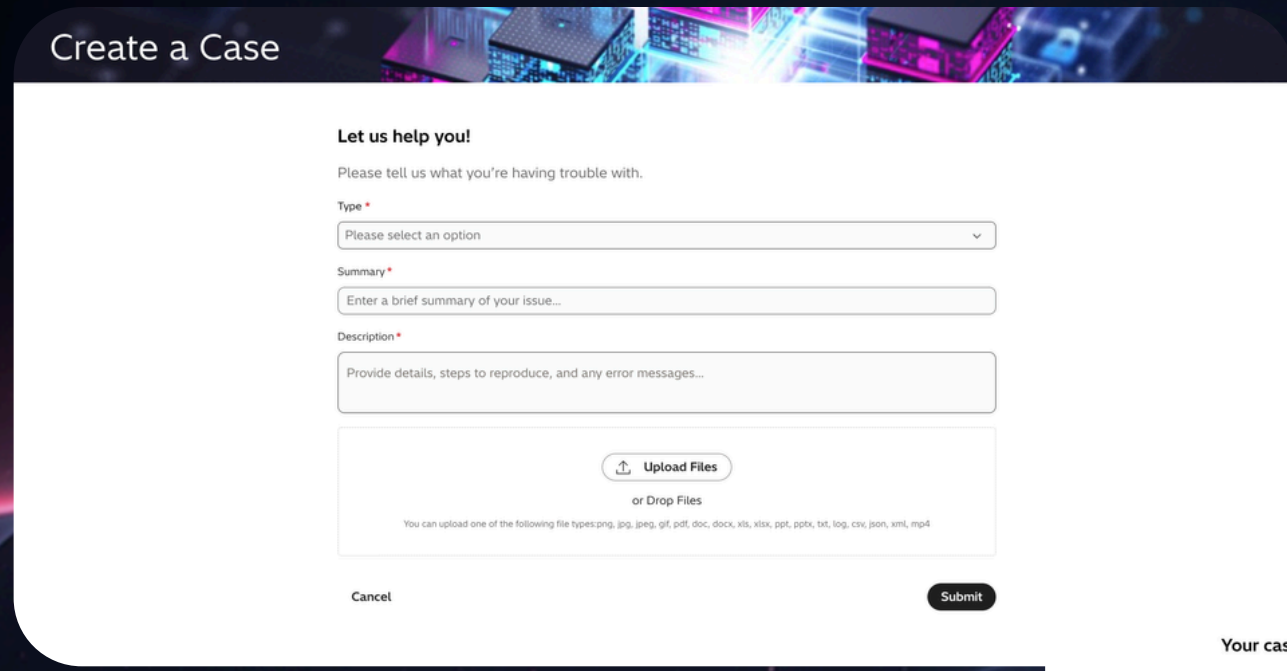 Create a Case
Let us help you!
Please tell us what you're having trouble with.
Type *
Please select an option
Summary *
Enter a brief summary of your issue...
Description *
Provide details, steps to reproduce, and any error messages...
Upload Files
or Drop Files
You can upload one of the following file types:png, jpg, jpeg, gif, pdf, doc, docx, xls, xlsx, ppt, pptx, txt, log, csv, json, xml, mp4
Cancel
Submit
Your